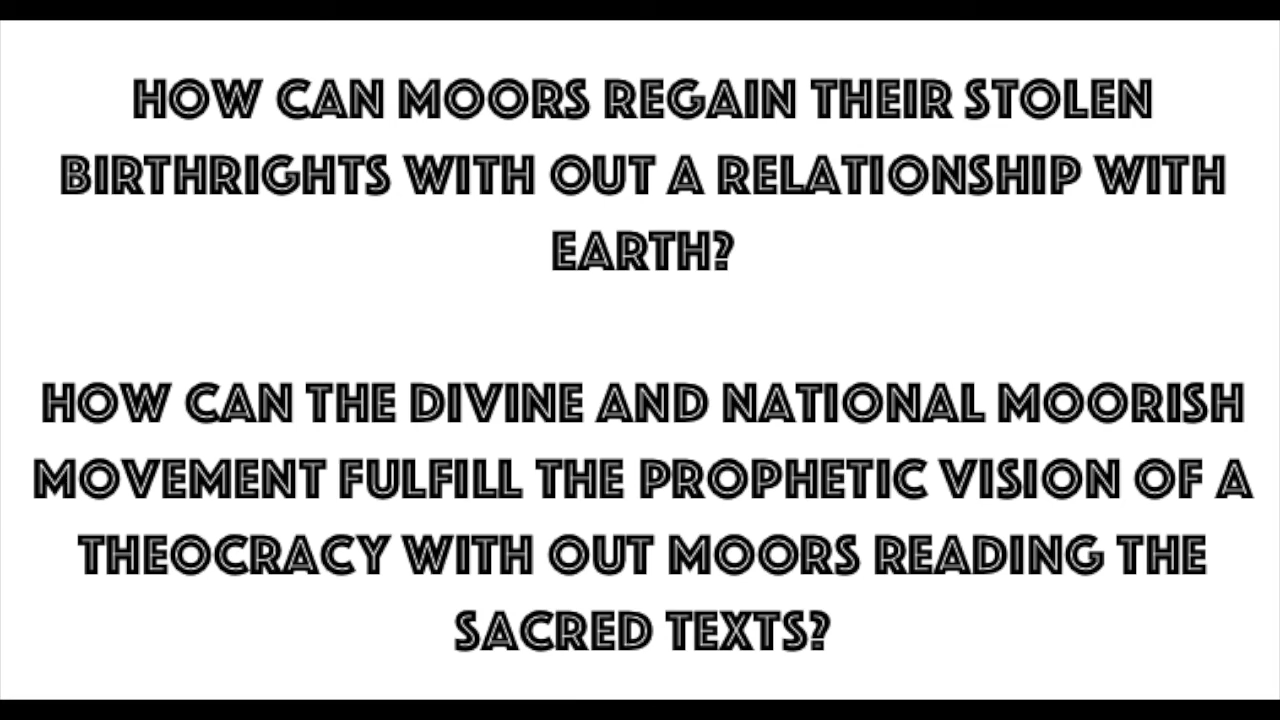 HOW CAN MOORS REGAIN THEIR STOLEN
BIRTHRIGHTS WITH OUT A RELATIONSHIP WITH
EARTH?
HOW CAN THE DIVINE AND NATIONAL MOORISH
MOVEMENT FULFILL THE PROPHETIC VISION OF A
THEOCRACY WITH OUT MOORS READING THE
SACRED TEXTS?